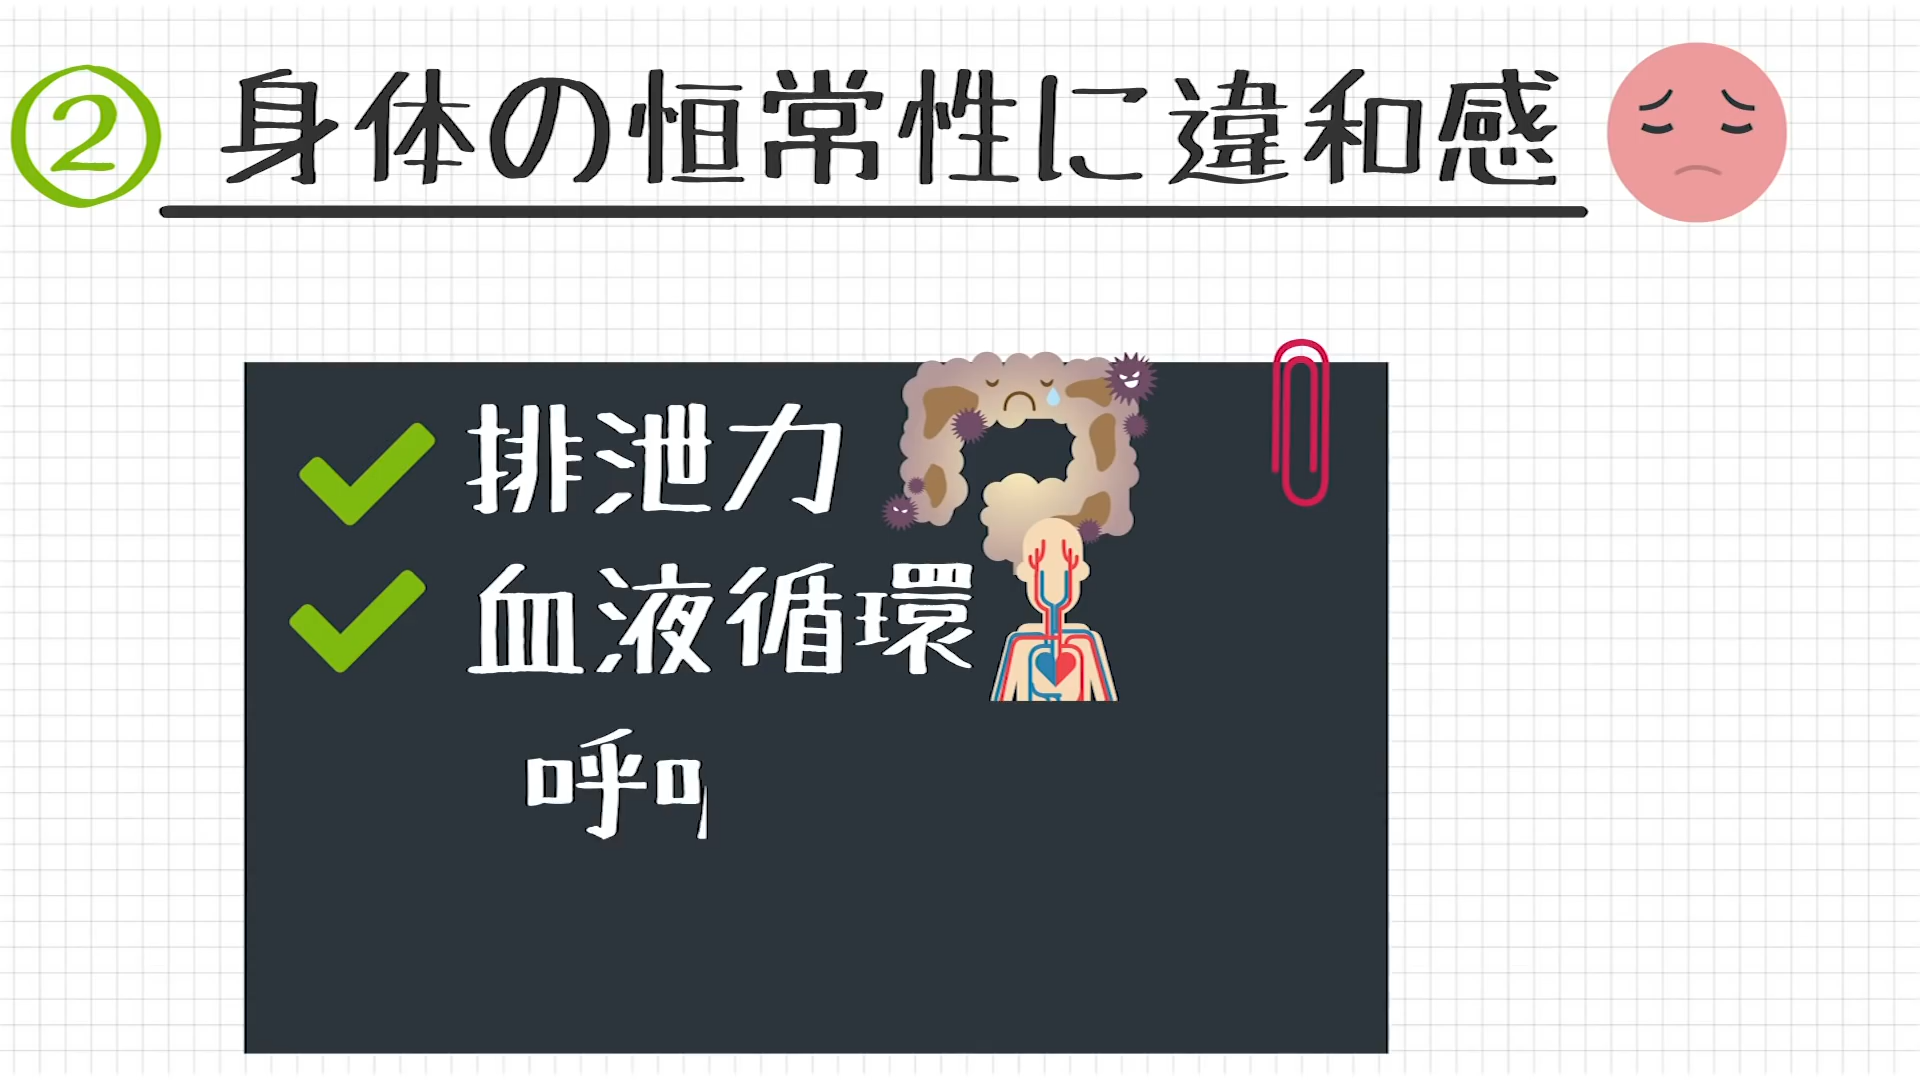 ② 身体の恒常性に違和感
排泄力
血液循環
呼